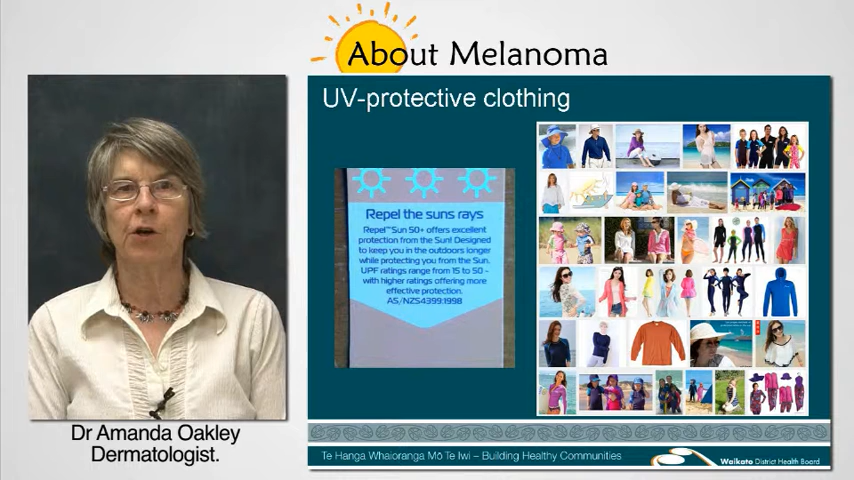 About Melanoma
UV-protective clothing
Repel the suns rays
Repel™Sun 50+ offers excellent
protection from the Sun! Designed
to keep you in the outdoors longer
while protecting you from the Sun.
UPF ratings range from 15 to 50 -
with higher ratings offering more
effective protection.
AS/NZS4399:1998
Dr Amanda Oakley
Dermatologist.
Te Hanga Whaioranga Mō Te Iwi – Building Healthy Communities
Waikato District Health Board